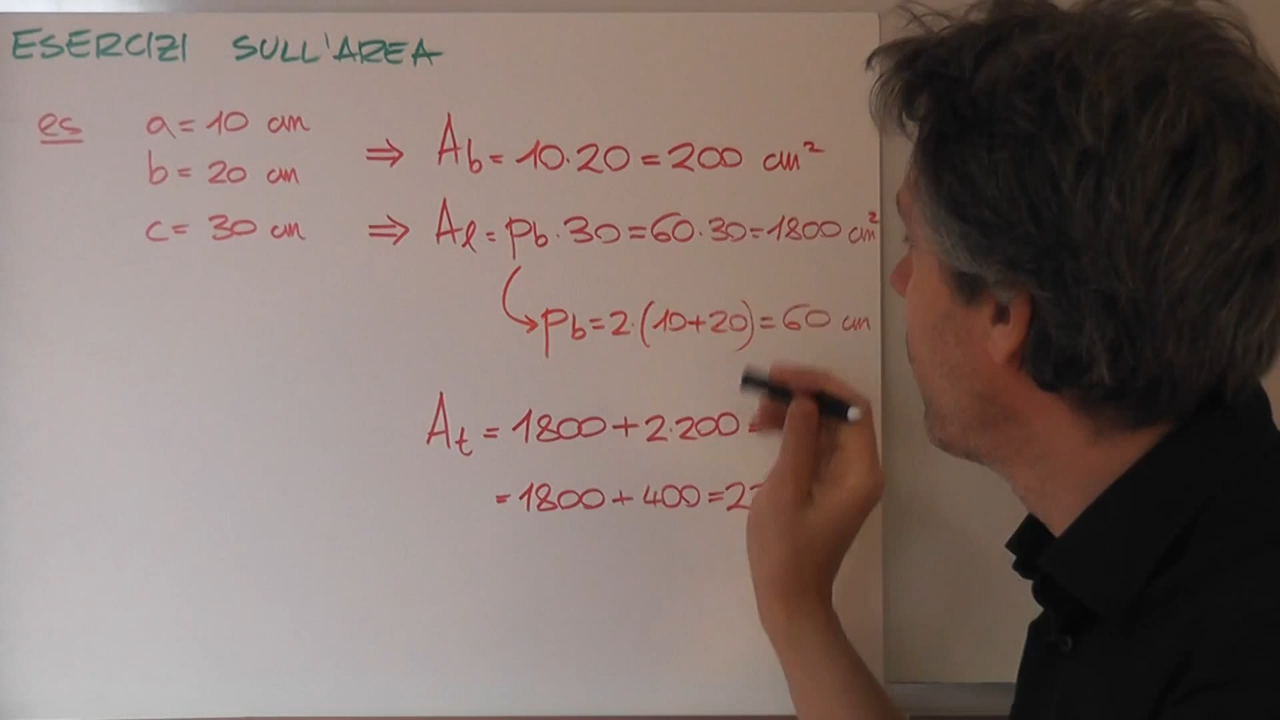 ESERCIZI SULL'AREA
es a = 10 cm
b = 20 cm
c = 30 cm
⇒ Ab = 10·20 = 200 cm²
⇒ Al = Pb·30 = 60·30 = 1800 cm²
Pb = 2·(10+20) = 60 cm
At = 1800 + 2·200 =
= 1800 + 400 = 22